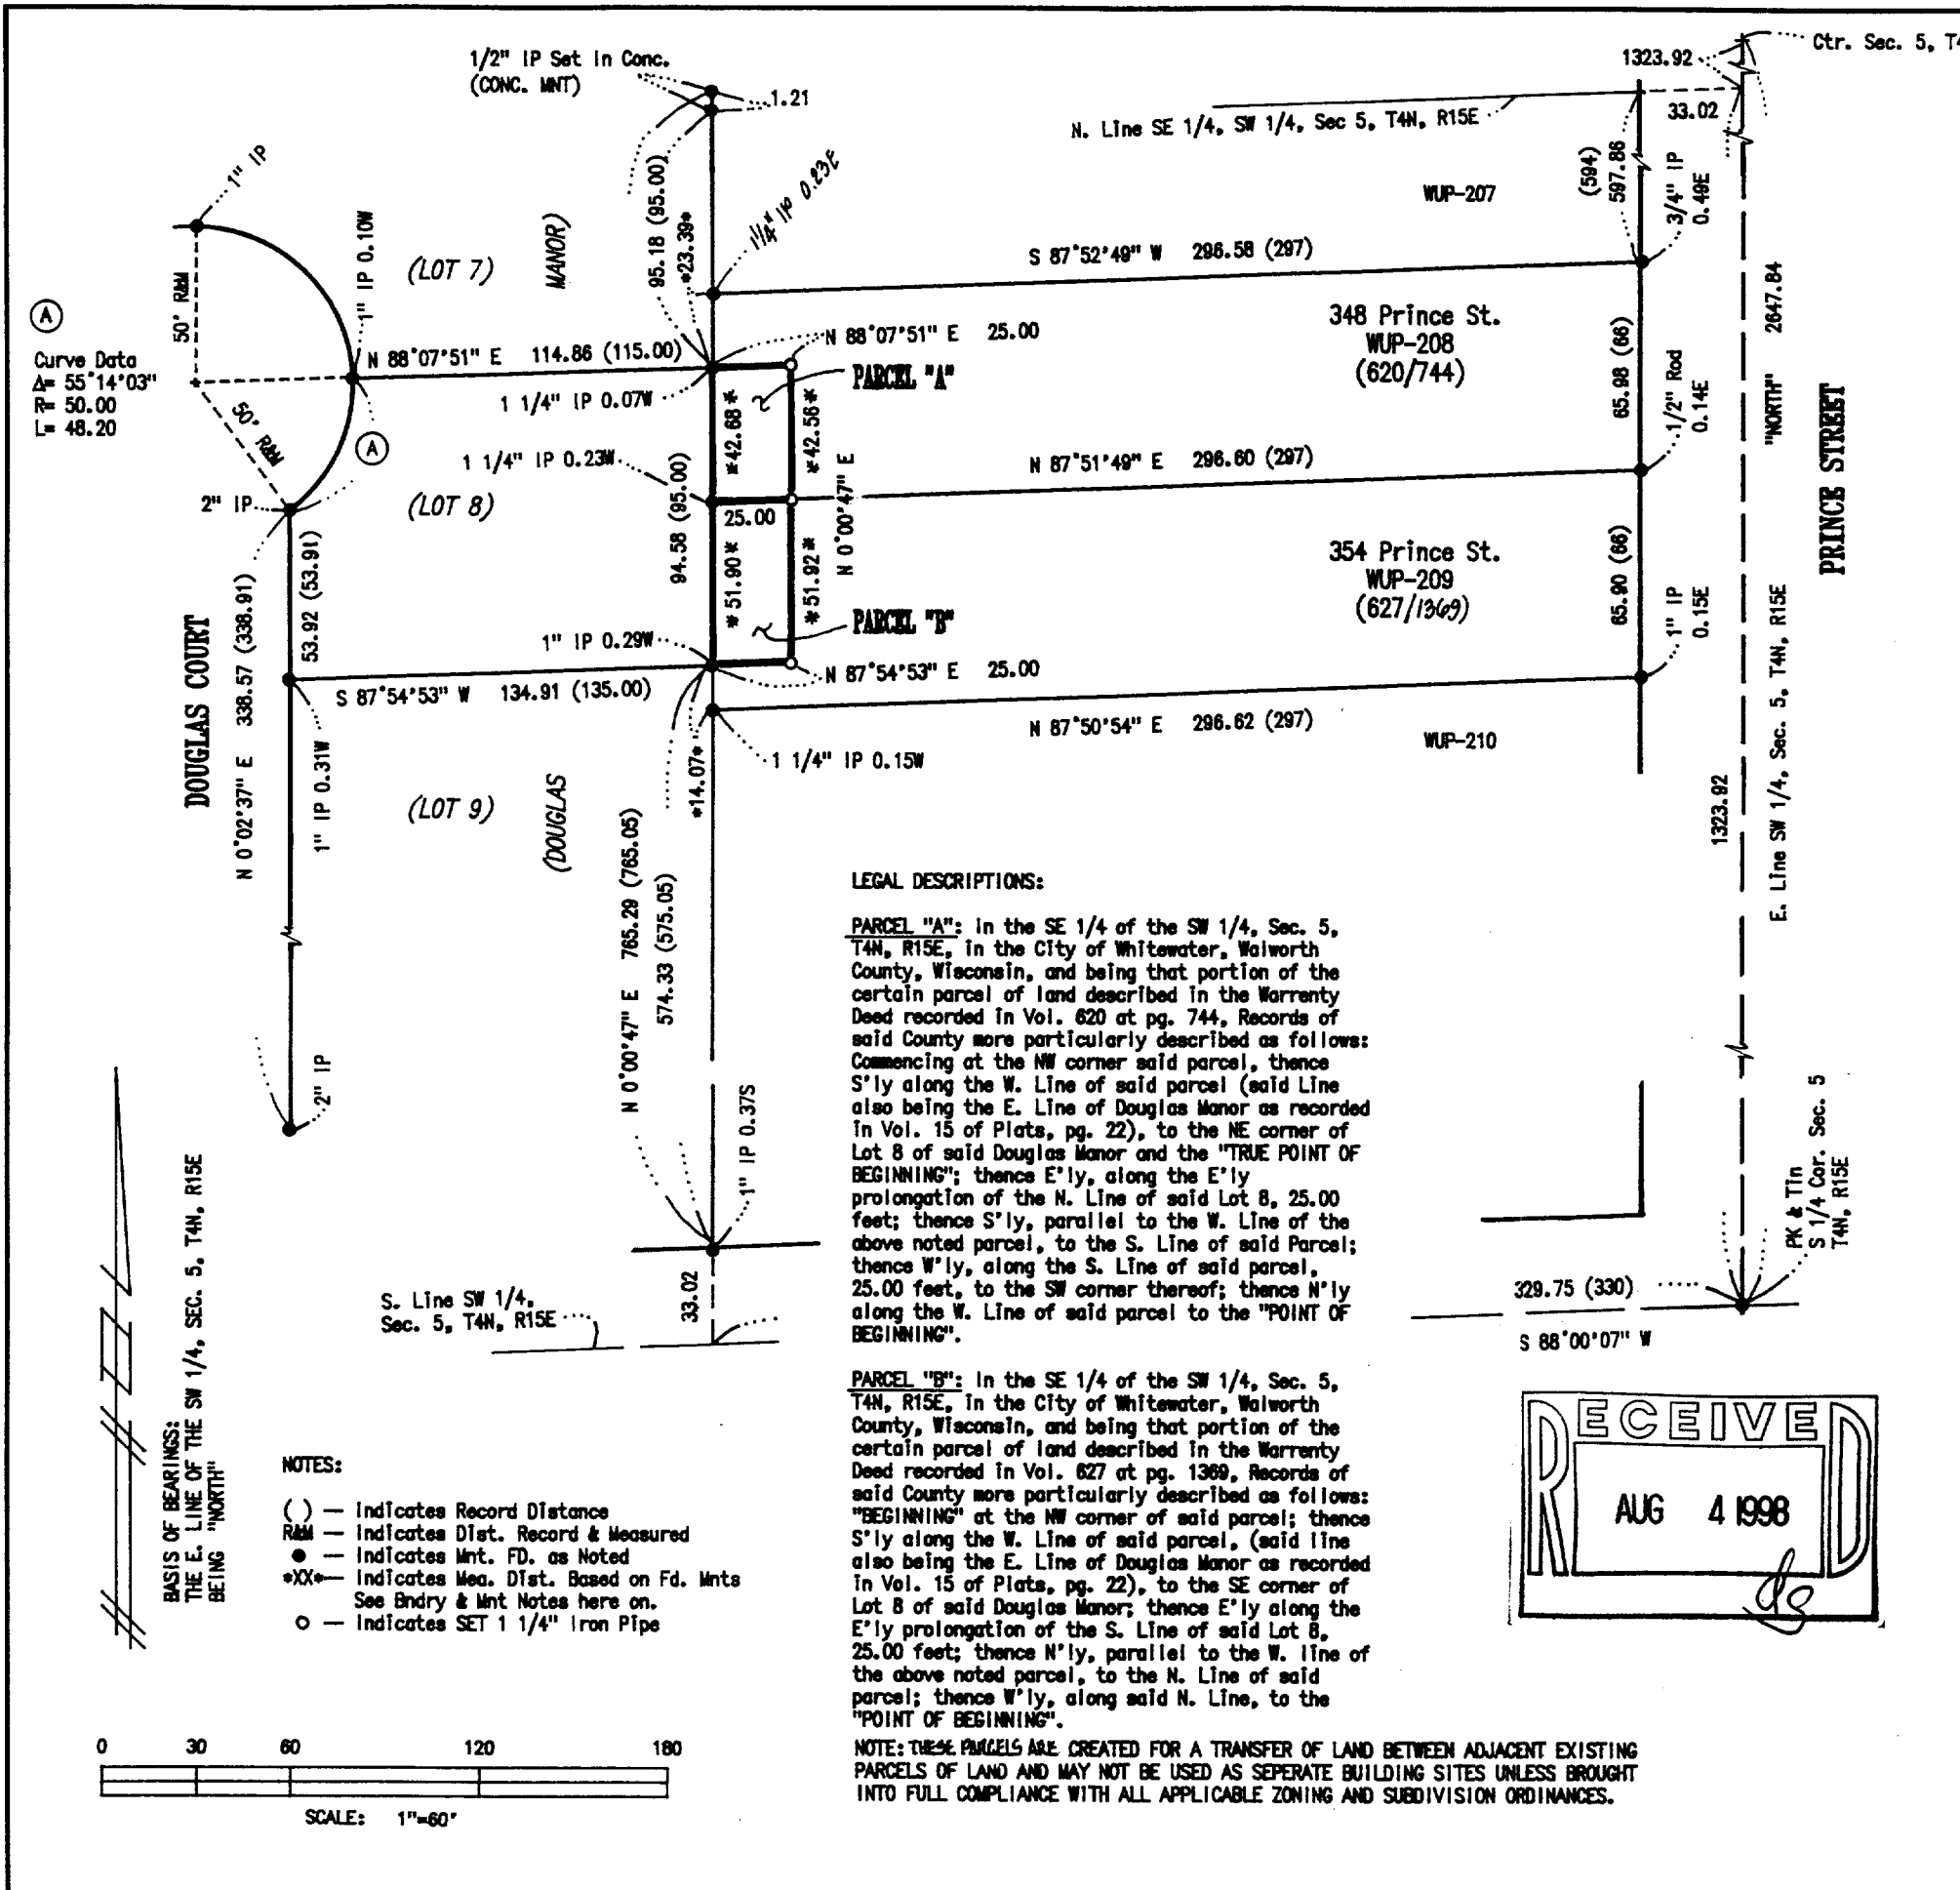 1/2" IP Set in Conc.
(CONC. MNT)
1.21
Ctr. Sec. 5, T4
1323.92
33.02
N. Line SE 1/4, SW 1/4, Sec 5, T4N, R15E
1" IP
1" IP 0.10W
(LOT 7)
MANOR)
95.18 (95.00)
*23.39*
1 1/4" IP 0.23E
WUP-207
(594)
597.86
3/4" IP
0.49E
S 87°52'49" W 296.58 (297)
50' R&M
A
Curve Data
Δ= 55°14'03"
R= 50.00
L= 48.20
N 88°07'51" E 114.86 (115.00)
N 88°07'51" E 25.00
348 Prince St.
WUP-208
(620/744)
65.98 (66)
1/2" Rod
0.14E
"NORTH" 2647.84
PRINCE STREET
PARCEL "A"
1 1/4" IP 0.07W
50' R&M
A
*42.68*
*42.56*
1 1/4" IP 0.23W
N 87°51'49" E 296.60 (297)
2" IP
(LOT 8)
25.00
94.58 (95.00)
N 0°00'47" E
53.92 (53.91)
*51.90*
*51.92*
354 Prince St.
WUP-209
(627/1369)
65.90 (66)
1" IP
0.15E
E. Line SW 1/4, Sec. 5, T4N, R15E
DOUGLAS COURT
N 0°02'37" E 338.57 (338.91)
PARCEL "B"
1" IP 0.29W
N 87°54'53" E 25.00
S 87°54'53" W 134.91 (135.00)
N 87°50'54" E 296.62 (297)
WUP-210
1 1/4" IP 0.15W
*14.07*
1" IP 0.31W
(LOT 9)
(DOUGLAS
1323.92
N 0°00'47" E 765.29 (765.05)
574.33 (575.05)
2" IP
1" IP 0.37S
33.02
S. Line SW 1/4,
Sec. 5, T4N, R15E
PK & Tin
S 1/4 Cor. Sec. 5
T4N, R15E
329.75 (330)
S 88°00'07" W
LEGAL DESCRIPTIONS:
PARCEL "A": in the SE 1/4 of the SW 1/4, Sec. 5,
T4N, R15E, in the City of Whitewater, Walworth
County, Wisconsin, and being that portion of the
certain parcel of land described in the Warrenty
Deed recorded in Vol. 620 at pg. 744, Records of
said County more particularly described as follows:
Commencing at the NW corner said parcel, thence
S'ly along the W. Line of said parcel (said Line
also being the E. Line of Douglas Manor as recorded
in Vol. 15 of Plats, pg. 22), to the NE corner of
Lot 8 of said Douglas Manor and the "TRUE POINT OF
BEGINNING"; thence E'ly, along the E'ly
prolongation of the N. Line of said Lot 8, 25.00
feet; thence S'ly, parallel to the W. Line of the
above noted parcel, to the S. Line of said Parcel;
thence W'ly, along the S. Line of said parcel,
25.00 feet, to the SW corner thereof; thence N'ly
along the W. Line of said parcel to the "POINT OF
BEGINNING".
PARCEL "B": in the SE 1/4 of the SW 1/4, Sec. 5,
T4N, R15E, in the City of Whitewater, Walworth
County, Wisconsin, and being that portion of the
certain parcel of land described in the Warrenty
Deed recorded in Vol. 627 at pg. 1369, Records of
said County more particularly described as follows:
"BEGINNING" at the NW corner of said parcel; thence
S'ly along the W. Line of said parcel, (said line
also being the E. Line of Douglas Manor as recorded
in Vol. 15 of Plats, pg. 22), to the SE corner of
Lot 8 of said Douglas Manor; thence E'ly along the
E'ly prolongation of the S. Line of said Lot 8,
25.00 feet; thence N'ly, parallel to the W. line of
the above noted parcel, to the N. Line of said
parcel; thence W'ly, along said N. Line, to the
"POINT OF BEGINNING".
NOTE: THESE PARCELS ARE CREATED FOR A TRANSFER OF LAND BETWEEN ADJACENT EXISTING
PARCELS OF LAND AND MAY NOT BE USED AS SEPERATE BUILDING SITES UNLESS BROUGHT
INTO FULL COMPLIANCE WITH ALL APPLICABLE ZONING AND SUBDIVISION ORDINANCES.
BASIS OF BEARINGS:
THE E. LINE OF THE SW 1/4, SEC. 5, T4N, R15E
BEING "NORTH"
NOTES:
( ) — Indicates Record Distance
R&M — Indicates Dist. Record & Measured
● — Indicates Mnt. FD. as Noted
*XX* — Indicates Mea. Dist. Based on Fd. Mnts
See Bndry & Mnt Notes here on.
○ — Indicates SET 1 1/4" Iron Pipe
0 30 60 120 180
SCALE: 1"=60'
RECEIVED
AUG 4 1998